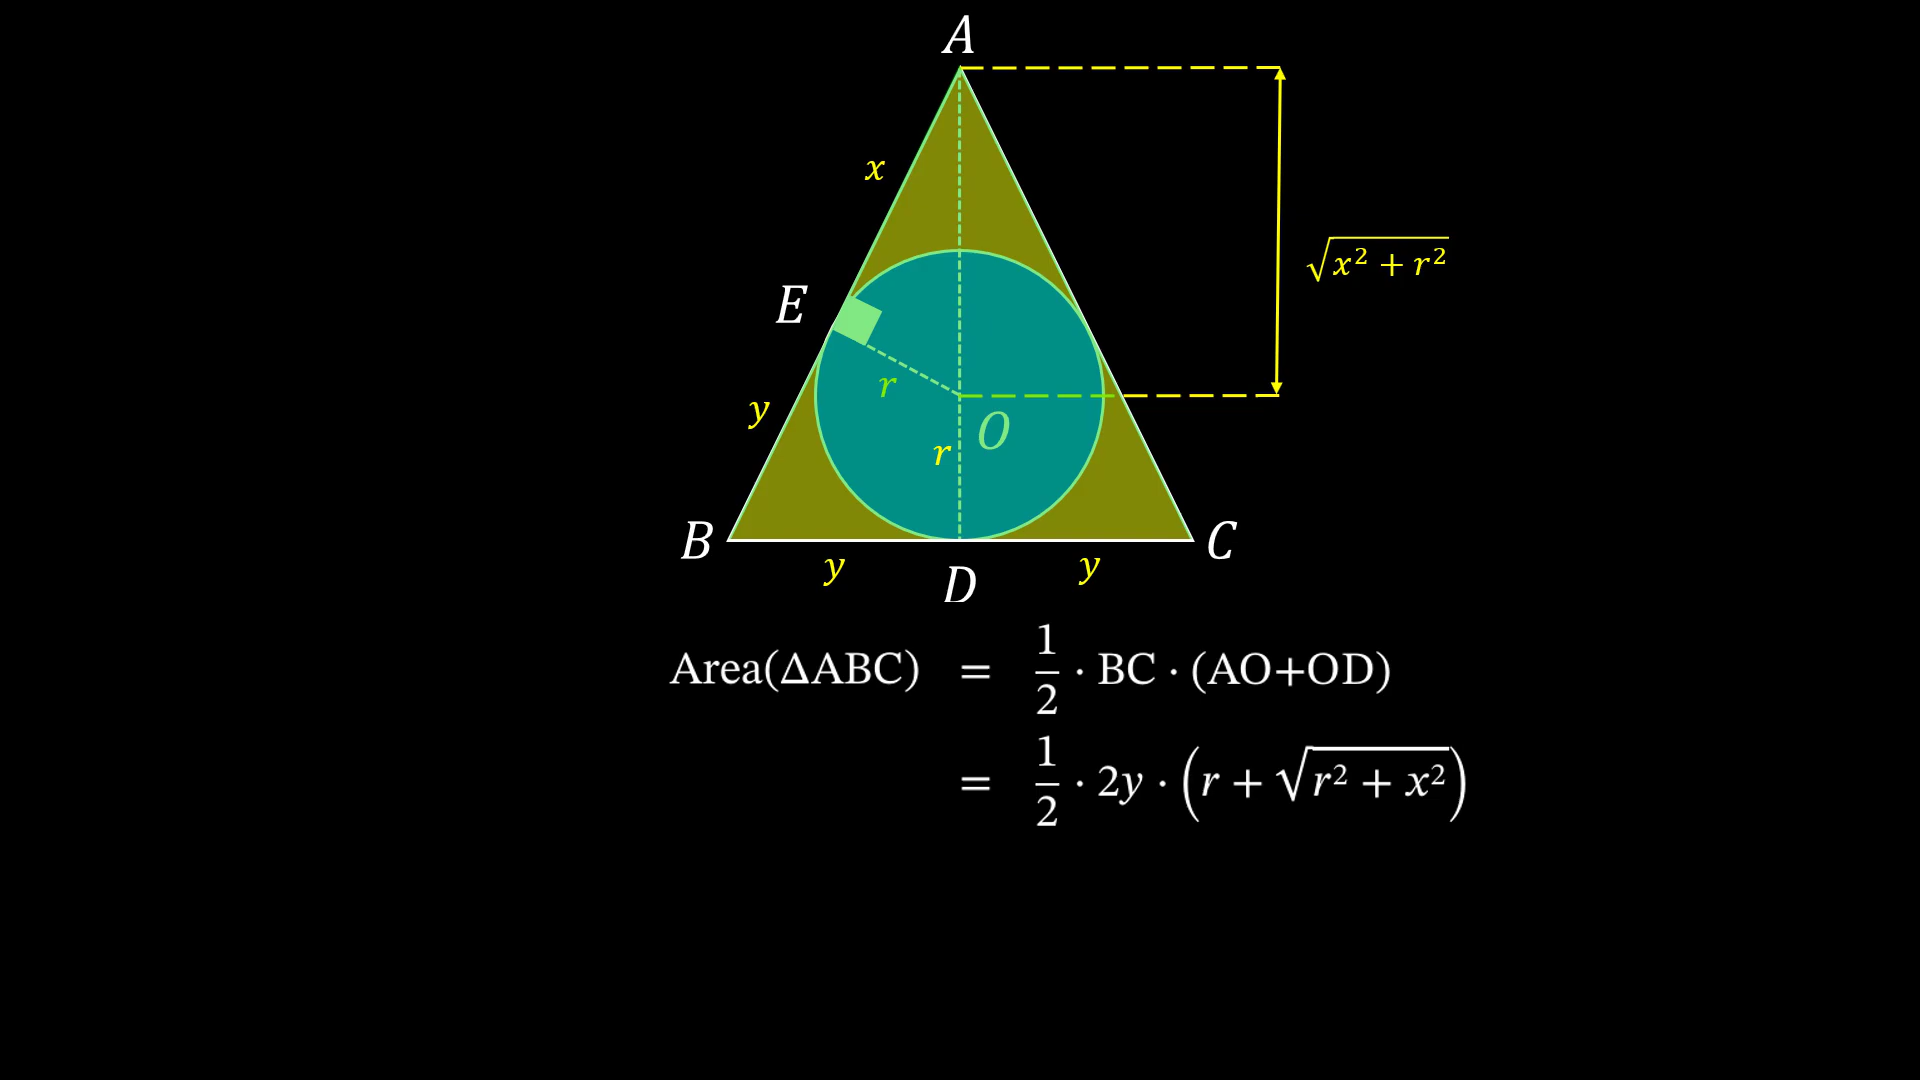 A
x
√(x² + r²)
E
r
y
O
r
B
C
y
y
D
Area(ΔABC) = 1/2 · BC · (AO+OD)
= 1/2 · 2y · (r + √(r² + x²))